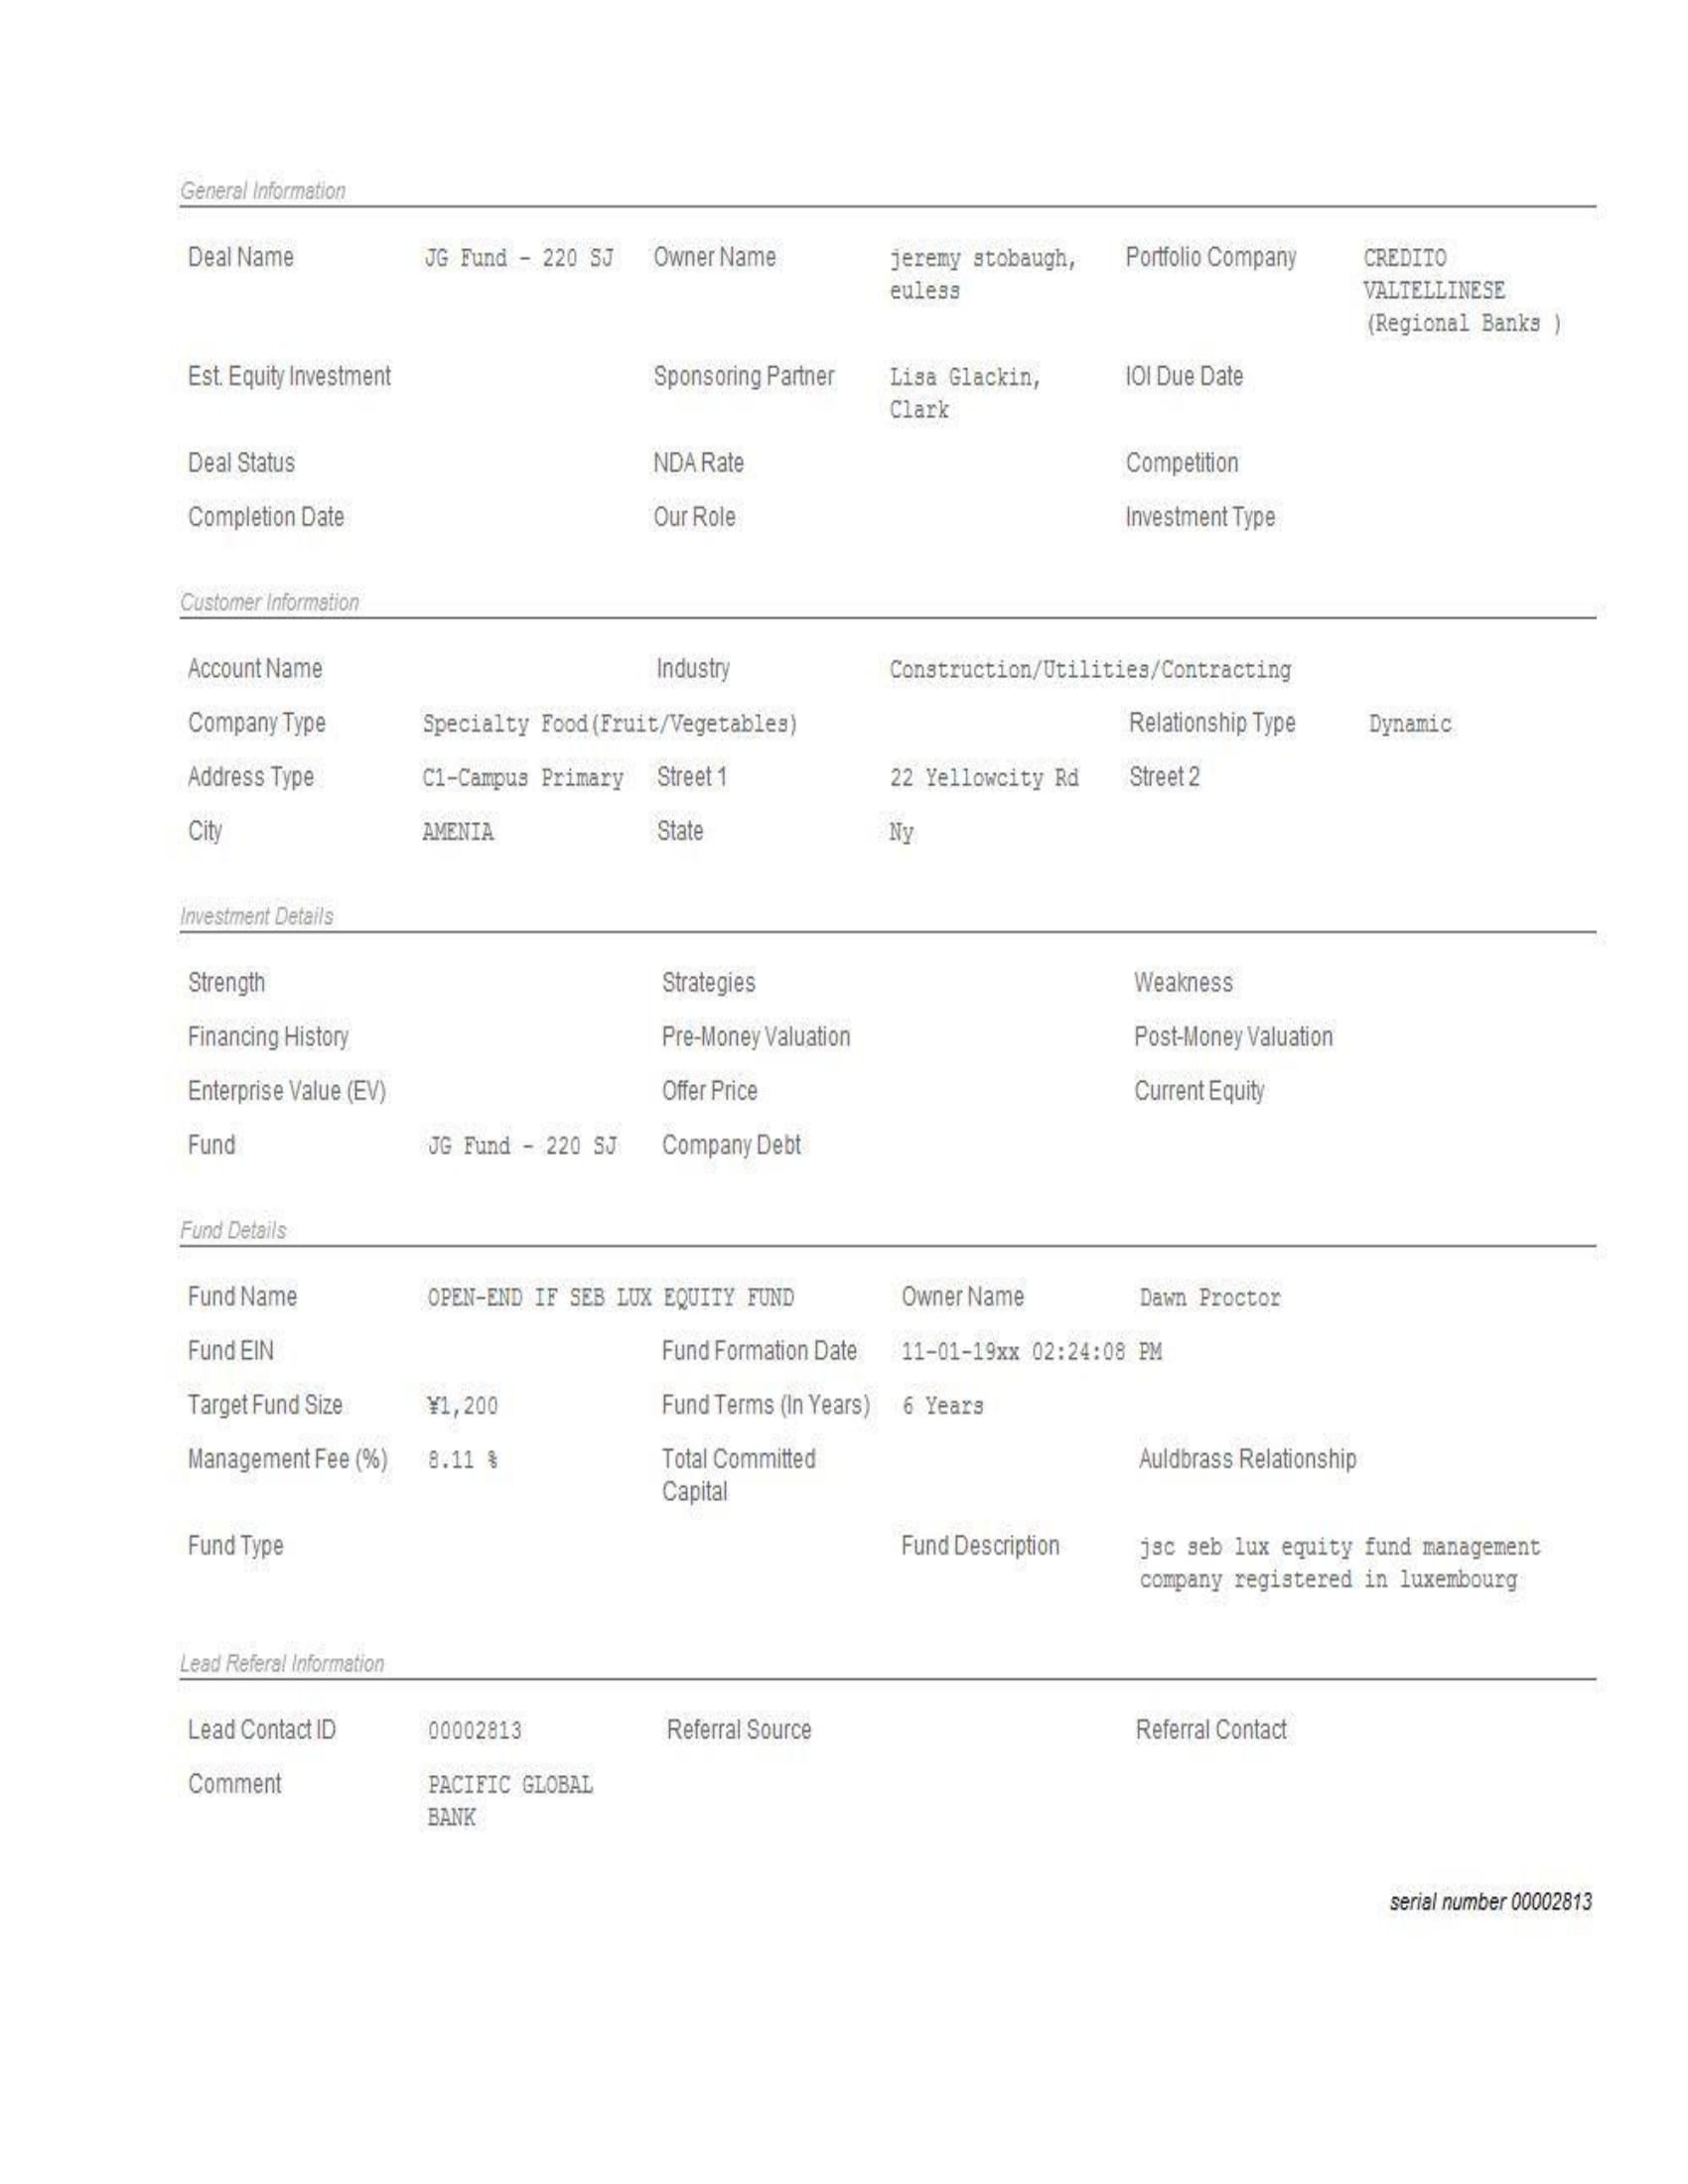 General Information
Deal Name JG Fund - 220 SJ Owner Name jeremy stobaugh, Portfolio Company CREDITO
euless VALTELLINESE
(Regional Banks )
Est. Equity Investment Sponsoring Partner Lisa Glackin, IOI Due Date
Clark
Deal Status NDA Rate Competition
Completion Date Our Role Investment Type
Customer Information
Account Name Industry Construction/Utilities/Contracting
Company Type Specialty Food(Fruit/Vegetables) Relationship Type Dynamic
Address Type C1-Campus Primary Street 1 22 Yellowcity Rd Street 2
City AMENIA State Ny
Investment Details
Strength Strategies Weakness
Financing History Pre-Money Valuation Post-Money Valuation
Enterprise Value (EV) Offer Price Current Equity
Fund JG Fund - 220 SJ Company Debt
Fund Details
Fund Name OPEN-END IF SEB LUX EQUITY FUND Owner Name Dawn Proctor
Fund EIN Fund Formation Date 11-01-19xx 02:24:08 PM
Target Fund Size ¥1,200 Fund Terms (In Years) 6 Years
Management Fee (%) 8.11 % Total Committed Auldbrass Relationship
Capital
Fund Type Fund Description jsc seb lux equity fund management
company registered in luxembourg
Lead Referal Information
Lead Contact ID 00002813 Referral Source Referral Contact
Comment PACIFIC GLOBAL
BANK
serial number 00002813